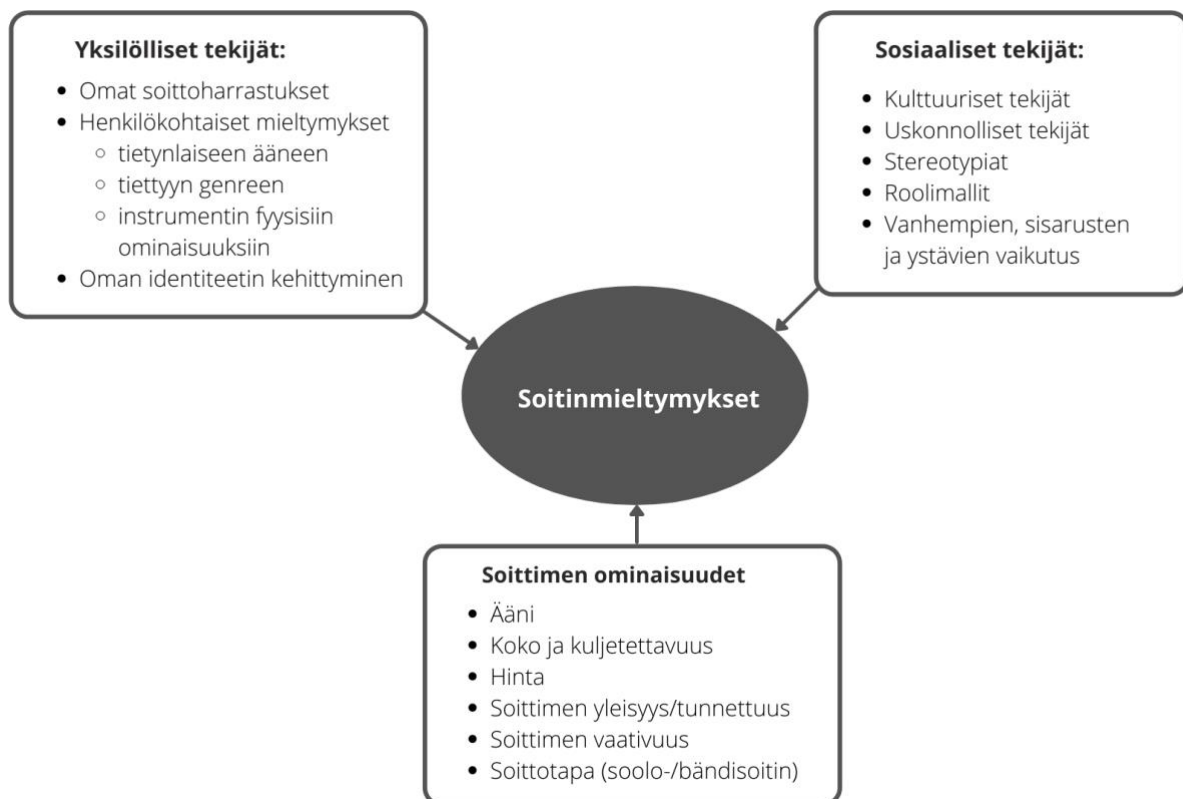 Yksilölliset tekijät:
• Omat soittoharrastukset
• Henkilökohtaiset mieltymykset
◦ tietynlaiseen ääneen
◦ tiettyyn genreen
◦ instrumentin fyysisiin
ominaisuuksiin
• Oman identiteetin kehittyminen
Sosiaaliset tekijät:
• Kulttuuriset tekijät
• Uskonnolliset tekijät
• Stereotypiat
• Roolimallit
• Vanhempien, sisarusten
ja ystävien vaikutus
Soitinmieltymykset
Soittimen ominaisuudet
• Ääni
• Koko ja kuljetettavuus
• Hinta
• Soittimen yleisyys/tunnettuus
• Soittimen vaativuus
• Soittotapa (soolo-/bändisoitin)